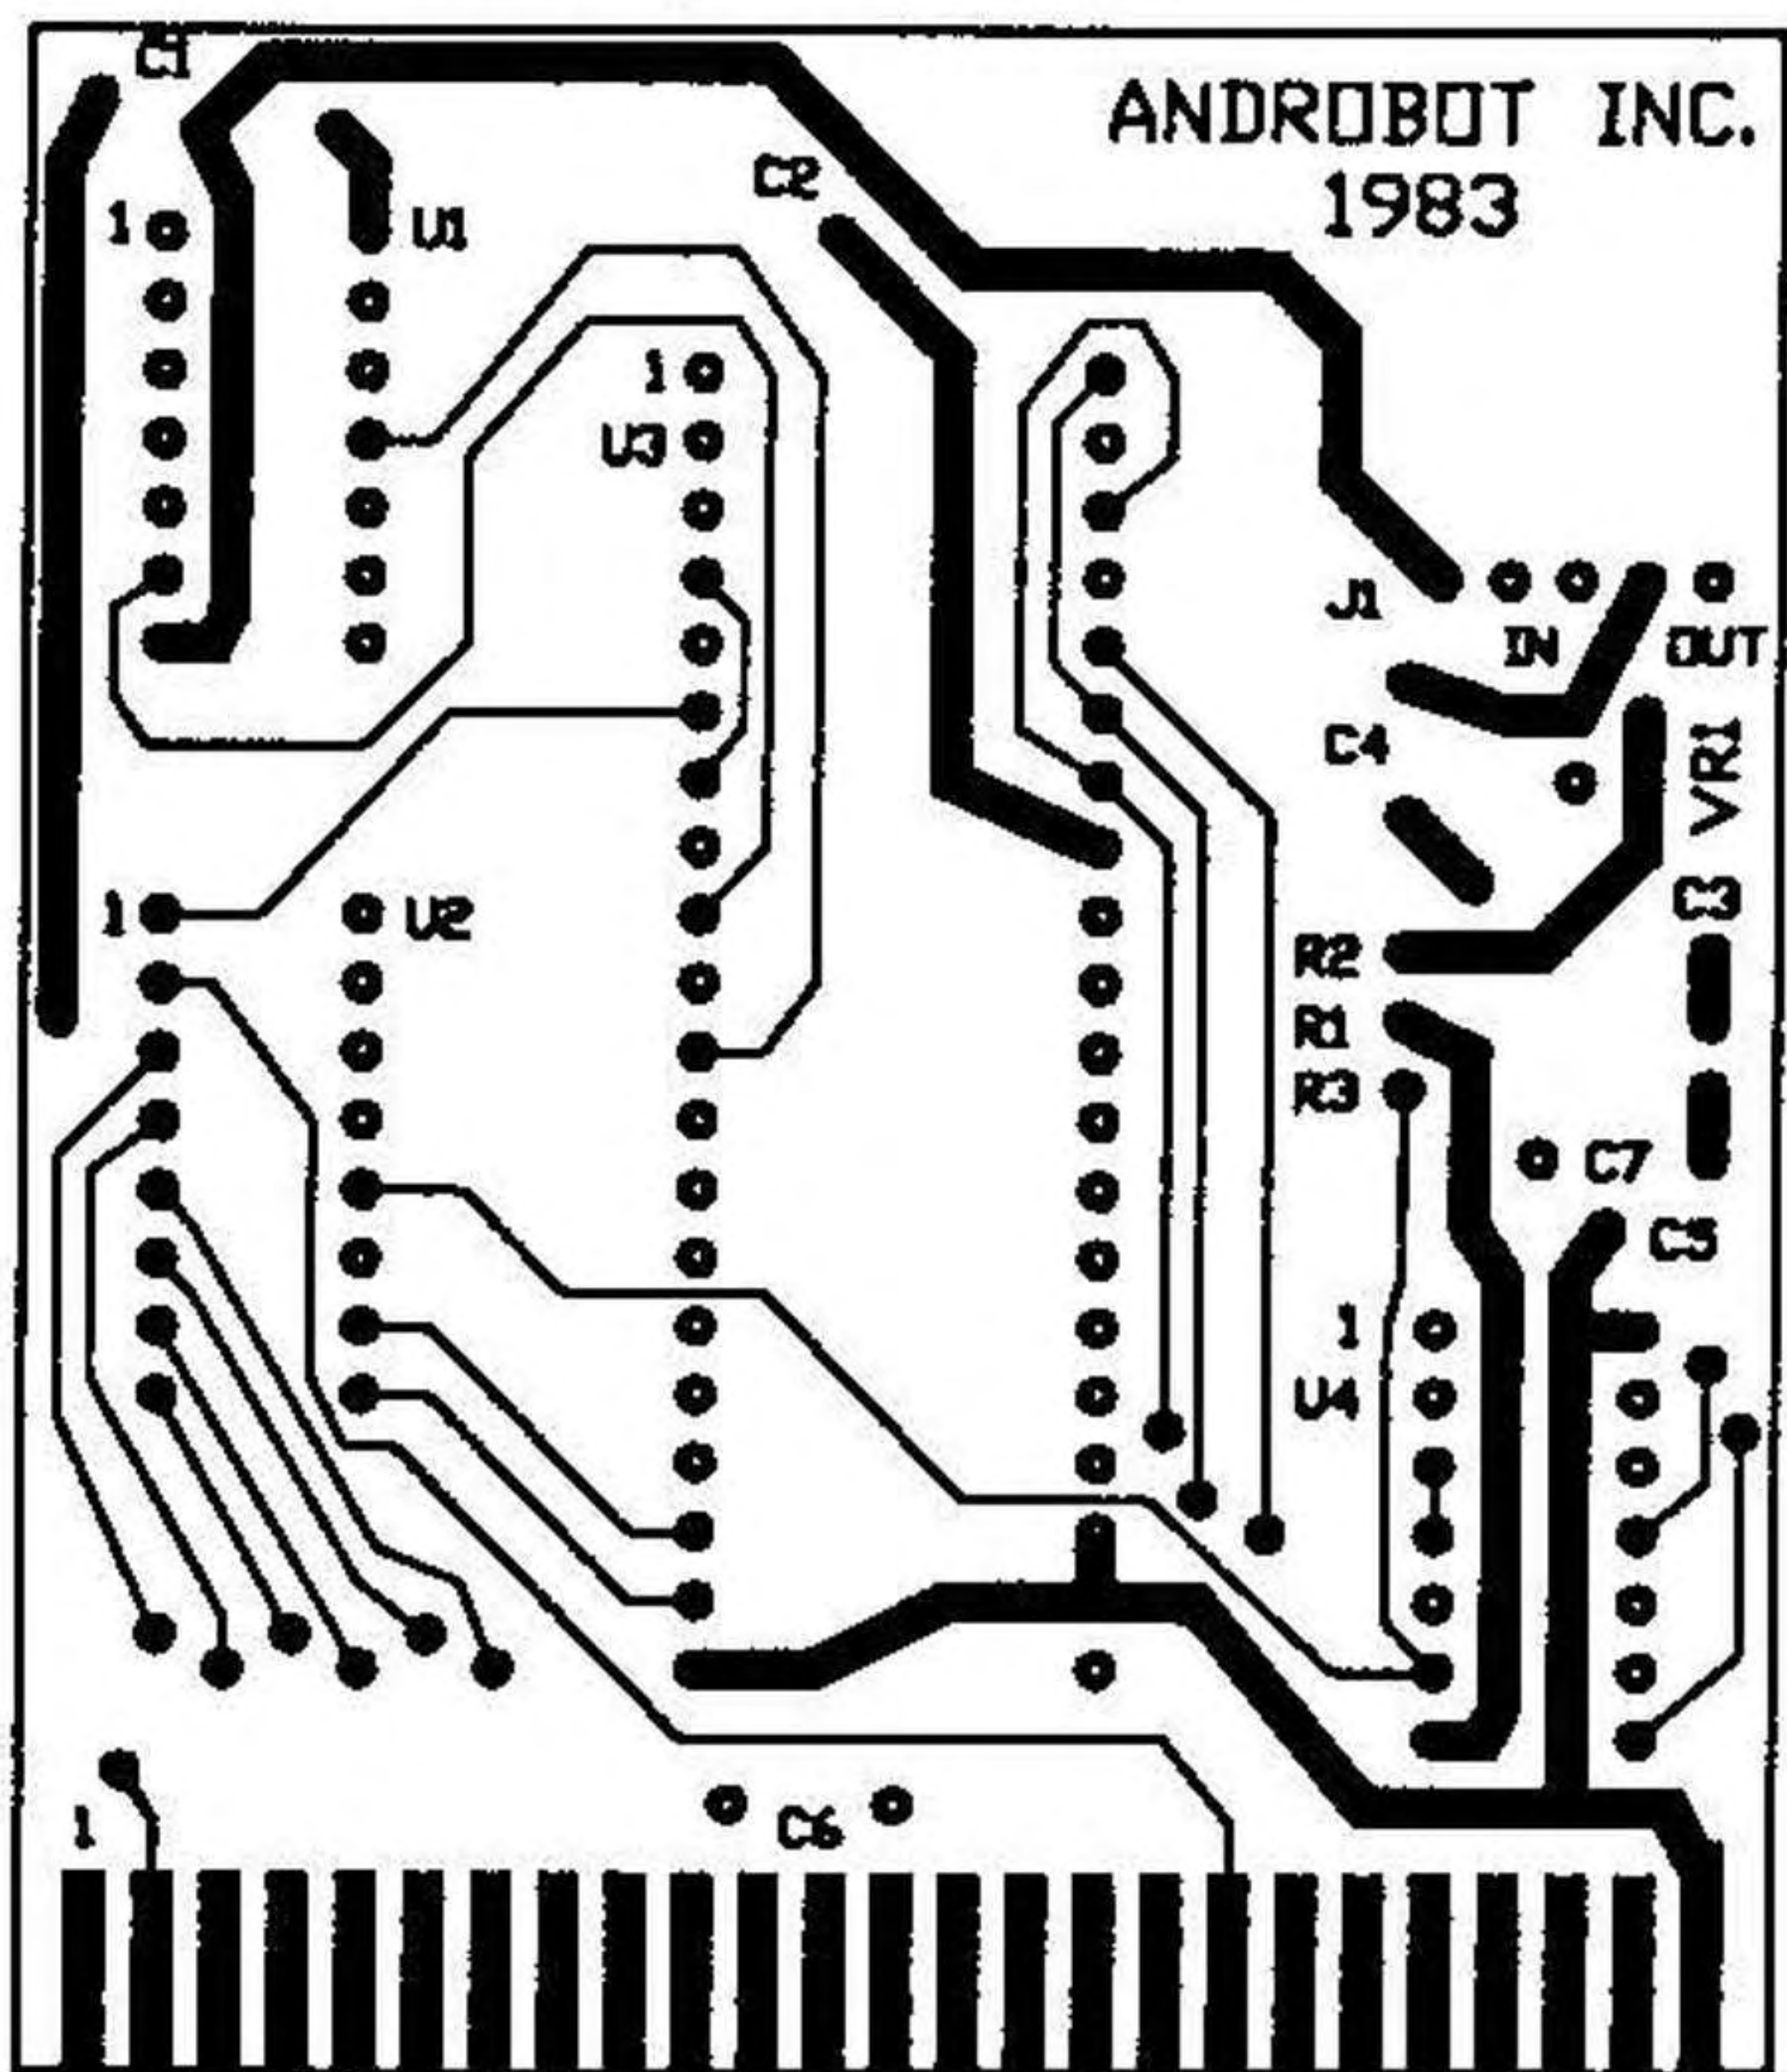 C1
ANDROBOT INC.
1983
C2
1 U1
1
U3
J1
IN OUT
C4
VR1
1 U2
C3
R2
R1
R3
C7
C5
1
U4
1
C6